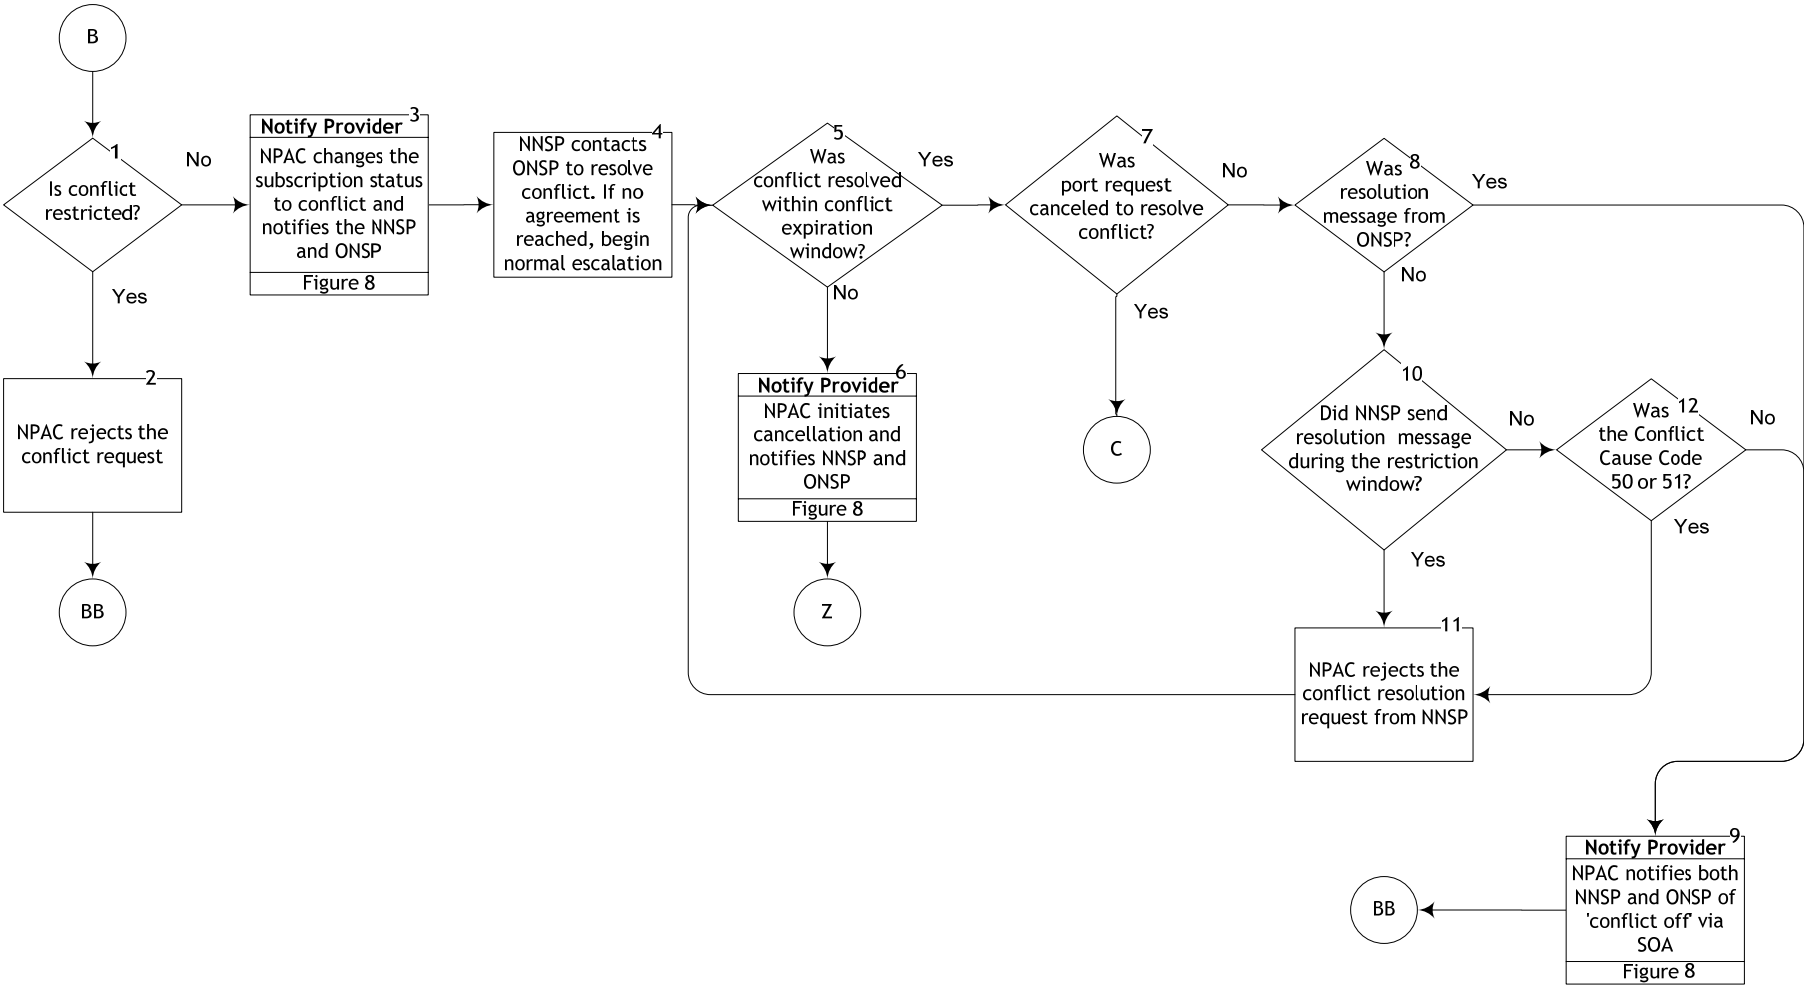 B
1
Is conflict
restricted?
No
Yes
2
NPAC rejects the
conflict request
BB
3
Notify Provider
NPAC changes the
subscription status
to conflict and
notifies the NNSP
and ONSP
Figure 8
4
NNSP contacts
ONSP to resolve
conflict. If no
agreement is
reached, begin
normal escalation
5
Was
conflict resolved
within conflict
expiration
window?
Yes
No
6
Notify Provider
NPAC initiates
cancellation and
notifies NNSP and
ONSP
Figure 8
Z
7
Was
port request
canceled to resolve
conflict?
No
Yes
C
8
Was
resolution
message from
ONSP?
Yes
No
10
Did NNSP send
resolution message
during the restriction
window?
No
Yes
12
Was
the Conflict
Cause Code
50 or 51?
No
Yes
11
NPAC rejects the
conflict resolution
request from NNSP
9
Notify Provider
NPAC notifies both
NNSP and ONSP of
'conflict off' via
SOA
Figure 8
BB